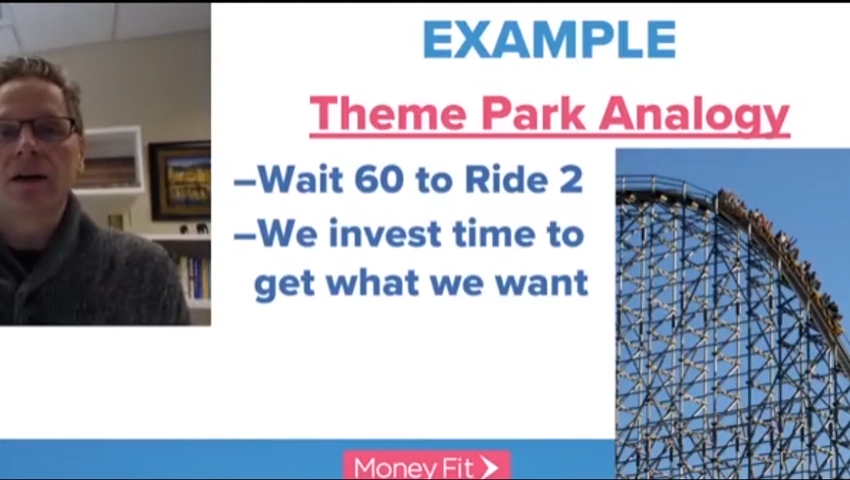 EXAMPLE
Theme Park Analogy
–Wait 60 to Ride 2
–We invest time to
get what we want
Money Fit